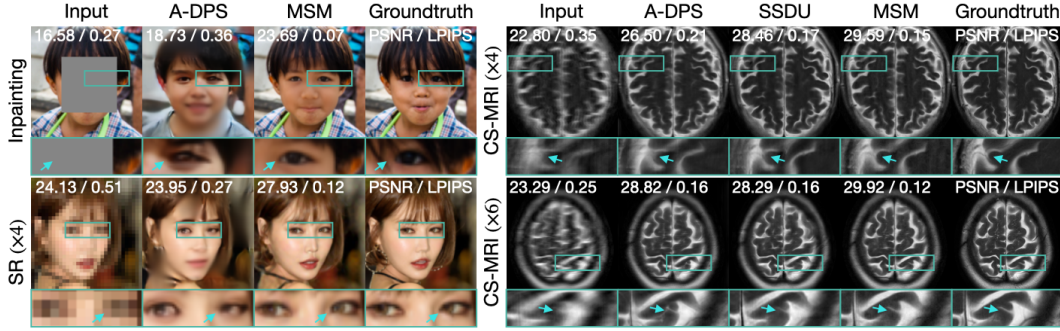 Input A-DPS MSM Groundtruth
Inpainting
16.58 / 0.27 18.73 / 0.36 23.69 / 0.07 PSNR / LPIPS
SR (×4)
24.13 / 0.51 23.95 / 0.27 27.93 / 0.12 PSNR / LPIPS
Input A-DPS SSDU MSM Groundtruth
CS-MRI (×4)
22.80 / 0.35 26.50 / 0.21 28.46 / 0.17 29.59 / 0.15 PSNR / LPIPS
CS-MRI (×6)
23.29 / 0.25 28.82 / 0.16 28.29 / 0.16 29.92 / 0.12 PSNR / LPIPS